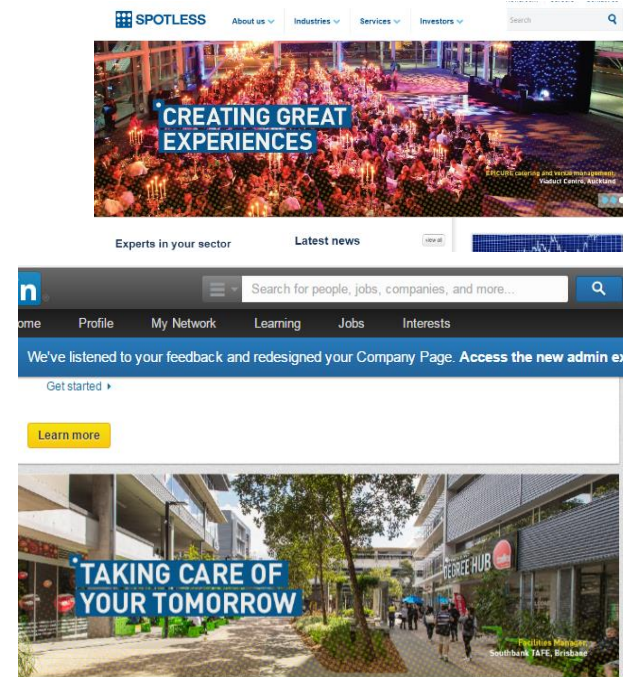 SPOTLESS
About us
Industries
Services
Investors
Search
CREATING GREAT
EXPERIENCES
EPICURE catering and venue management,
Viaduct Centre, Auckland
Experts in your sector
Latest news
view all
n
Search for people, jobs, companies, and more...
ome
Profile
My Network
Learning
Jobs
Interests
We've listened to your feedback and redesigned your Company Page. Access the new admin ex
Get started
Learn more
TAKING CARE OF
YOUR TOMORROW
DEGREE HUB
Facilities Manager,
Southbank TAFE, Brisbane